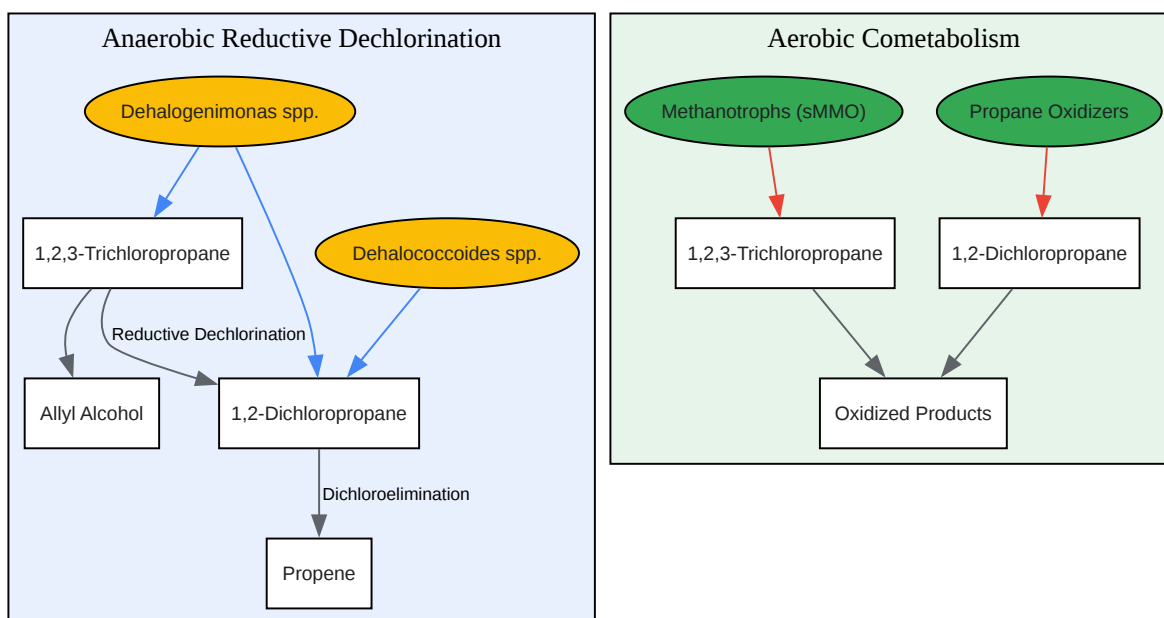 Anaerobic Reductive Dechlorination
Dehalogenimonas spp.
1,2,3-Trichloropropane
Dehalococcoides spp.
Reductive Dechlorination
Allyl Alcohol
1,2-Dichloropropane
Dichloroelimination
Propene
Aerobic Cometabolism
Methanotrophs (sMMO)
Propane Oxidizers
1,2,3-Trichloropropane
1,2-Dichloropropane
Oxidized Products